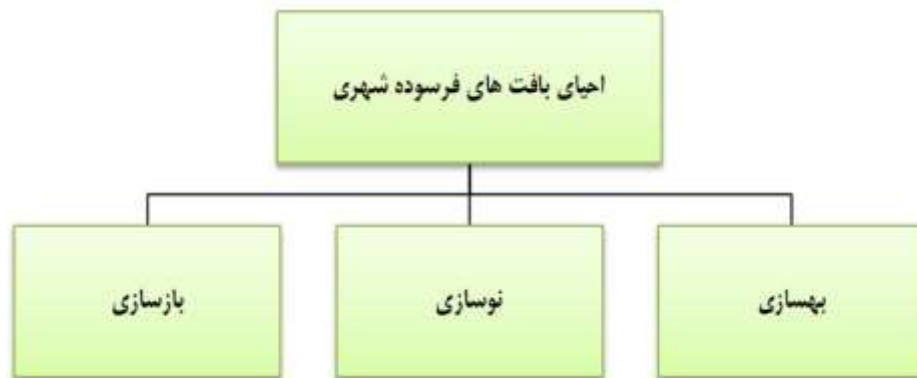 احیای بافت های فرسوده شهری
بهسازی
نوسازی
بازسازی